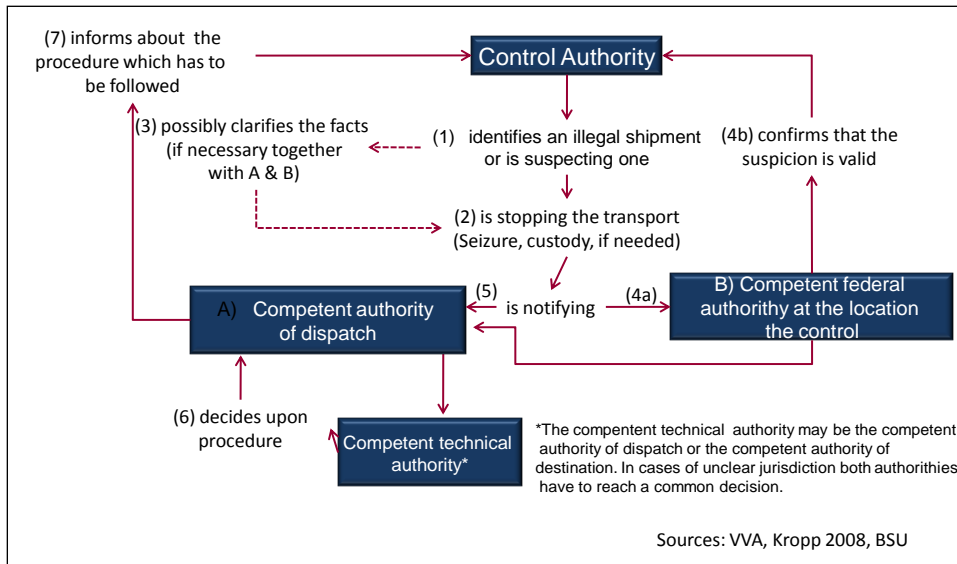 (7) informs about the
procedure which has to
be followed
Control Authority
(3) possibly clarifies the facts
(if necessary together
with A & B)
(1) identifies an illegal shipment
or is suspecting one
(4b) confirms that the
suspicion is valid
(2) is stopping the transport
(Seizure, custody, if needed)
A) Competent authority
of dispatch
(5)
is notifying
(4a)
B) Competent federal
authorithy at the location
the control
(6) decides upon
procedure
Competent technical
authority*
*The compentent technical authority may be the competent
authority of dispatch or the competent authority of
destination. In cases of unclear jurisdiction both authorithies
have to reach a common decision.
Sources: VVA, Kropp 2008, BSU